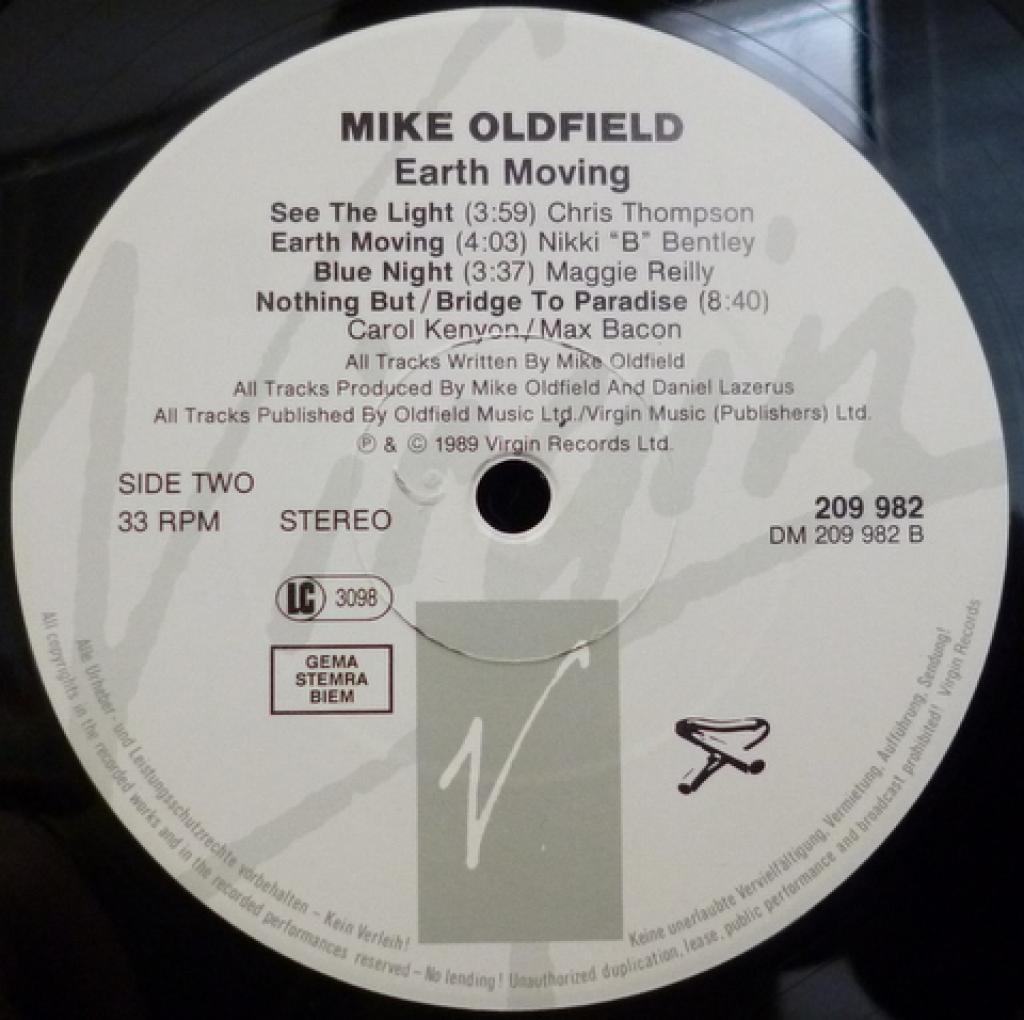 MIKE OLDFIELD
Earth Moving
See The Light (3:59) Chris Thompson
Earth Moving (4:03) Nikki "B" Bentley
Blue Night (3:37) Maggie Reilly
Nothing But/Bridge To Paradise (8:40)
Carol Kenyon/Max Bacon
All Tracks Written By Mike Oldfield
All Tracks Produced By Mike Oldfield And Daniel Lazerus
All Tracks Published By Oldfield Music Ltd./Virgin Music (Publishers) Ltd.
℗ & © 1989 Virgin Records Ltd.
SIDE TWO
33 RPM STEREO
209 982
DM 209 982 B
LC 3098
GEMA
STEMRA
BIEM
Virgin
V
Alle Urheber- und Leistungsschutzrechte vorbehalten – Kein Verleih! Keine unerlaubte Vervielfältigung, Vermietung, Aufführung, Sendung!
All copyrights in the recorded works and in the recorded performances reserved – No lending! Unauthorized duplication, lease, public performance and broadcast prohibited! Virgin Records